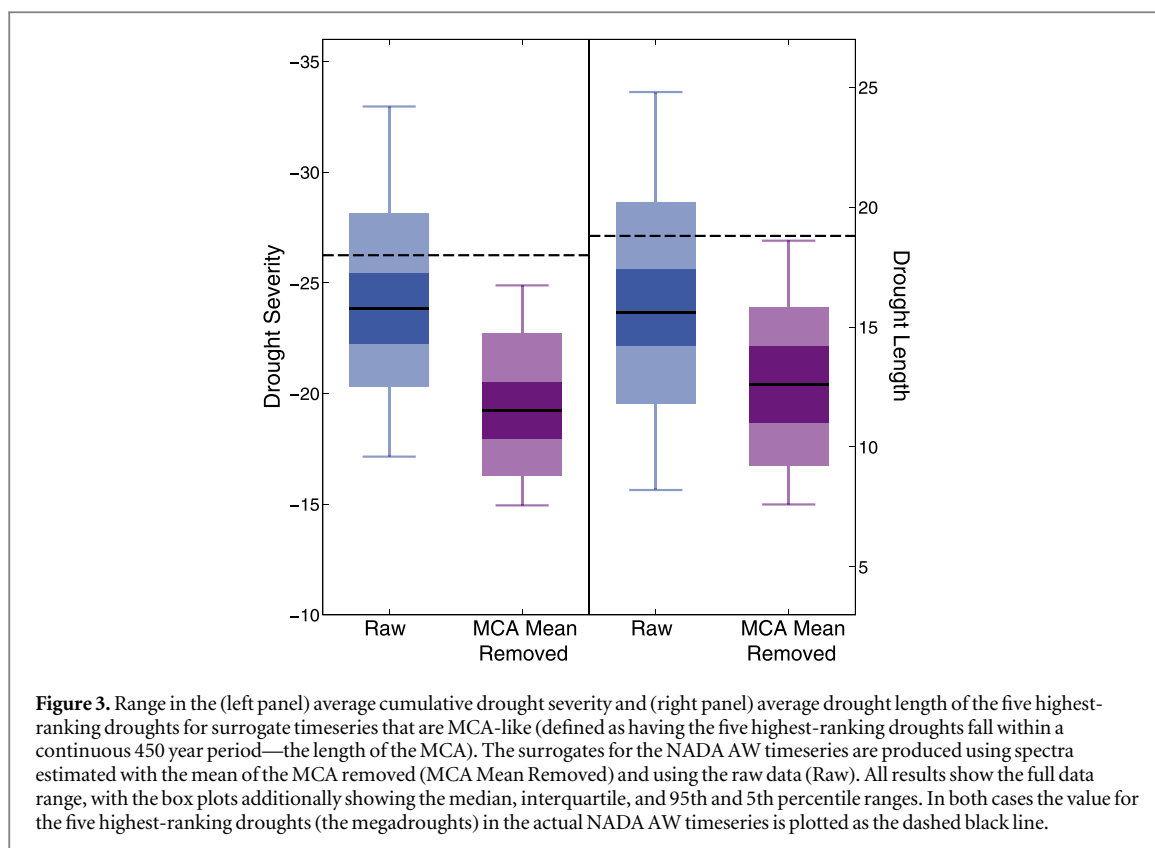 −35
−30
−25
−20
−15
−10
Drought Severity
25
20
15
10
5
Drought Length
Raw
MCA Mean
Removed
Raw
MCA Mean
Removed
Figure 3. Range in the (left panel) average cumulative drought severity and (right panel) average drought length of the five highest-
ranking droughts for surrogate timeseries that are MCA-like (defined as having the five highest-ranking droughts fall within a
continuous 450 year period—the length of the MCA). The surrogates for the NADA AW timeseries are produced using spectra
estimated with the mean of the MCA removed (MCA Mean Removed) and using the raw data (Raw). All results show the full data
range, with the box plots additionally showing the median, interquartile, and 95th and 5th percentile ranges. In both cases the value for
the five highest-ranking droughts (the megadroughts) in the actual NADA AW timeseries is plotted as the dashed black line.